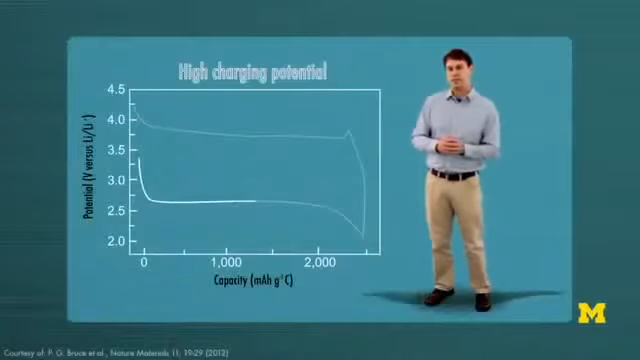 High charging potential
4.5
4.0
3.5
3.0
2.5
2.0
Potential (V versus Li/Li⁺)
0 1,000 2,000
Capacity (mAh g⁻¹C)
M
Courtesy of: P. G. Bruce et al., Nature Materials 11, 19-29 (2012)